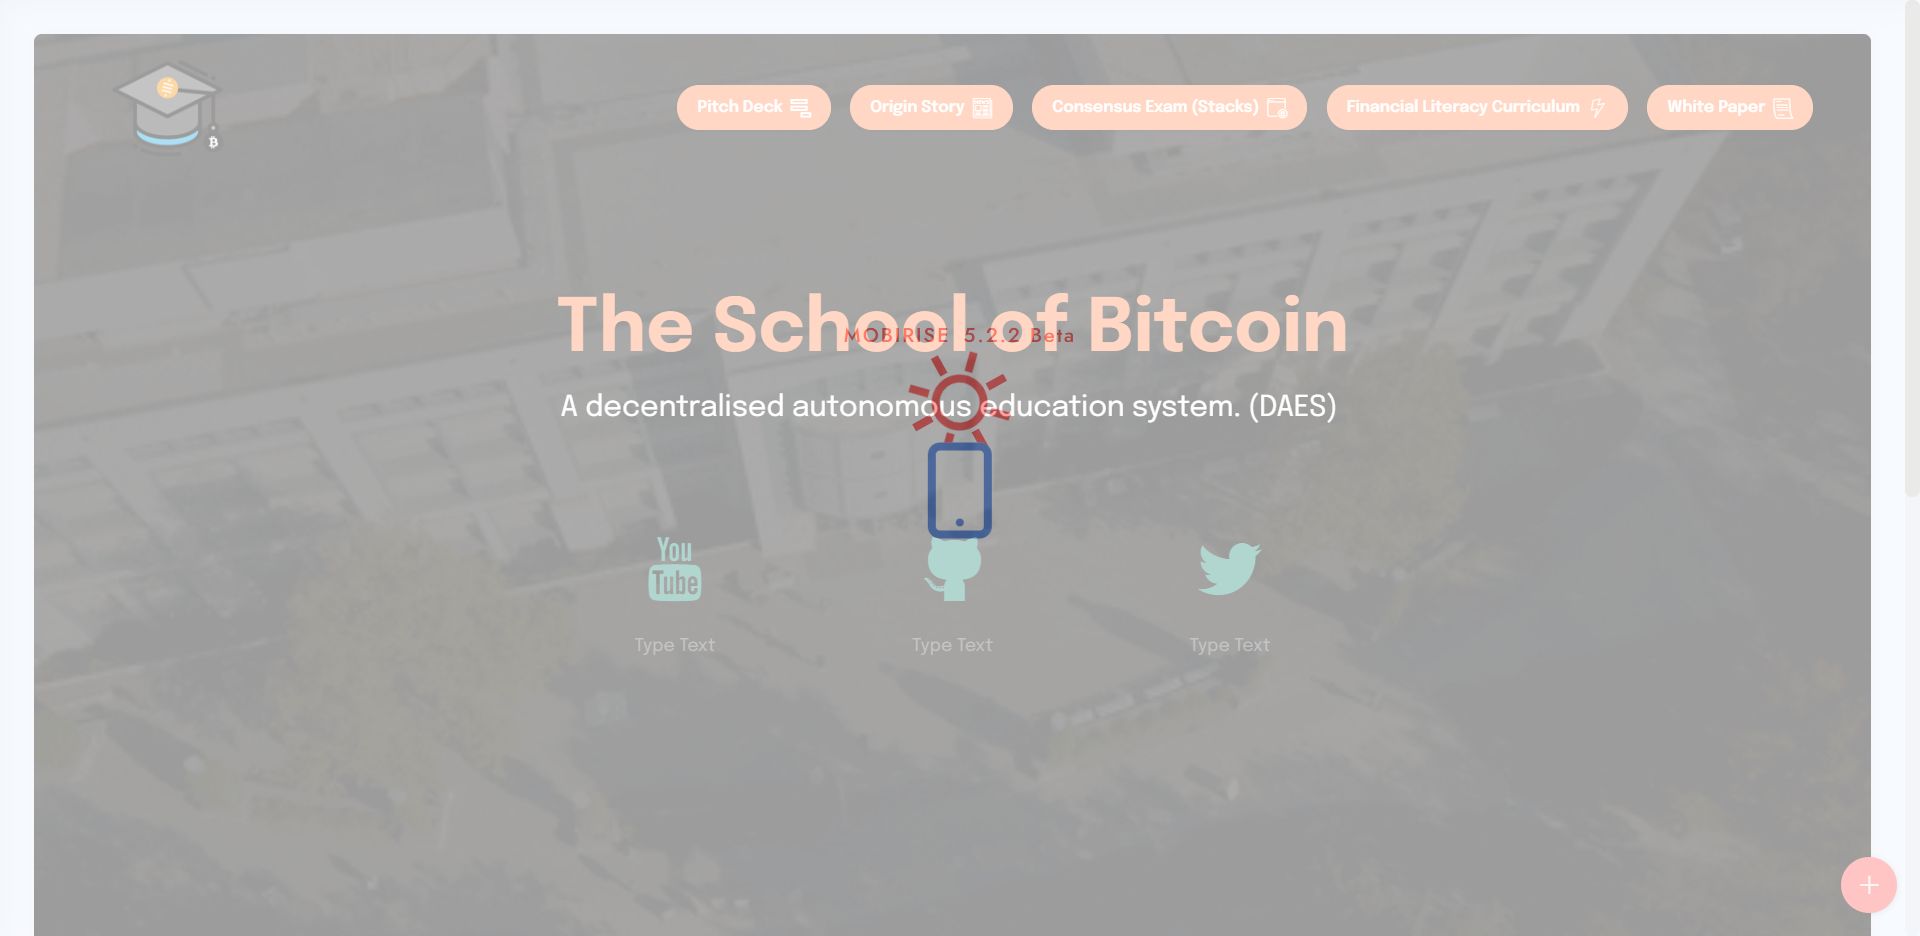 Pitch Deck
Origin Story
Consensus Exam (Stacks)
Financial Literacy Curriculum
White Paper
The School of Bitcoin
MOBIRISE 5.2.2 Beta
A decentralised autonomous education system. (DAES)
You
Tube
Type Text
Type Text
Type Text